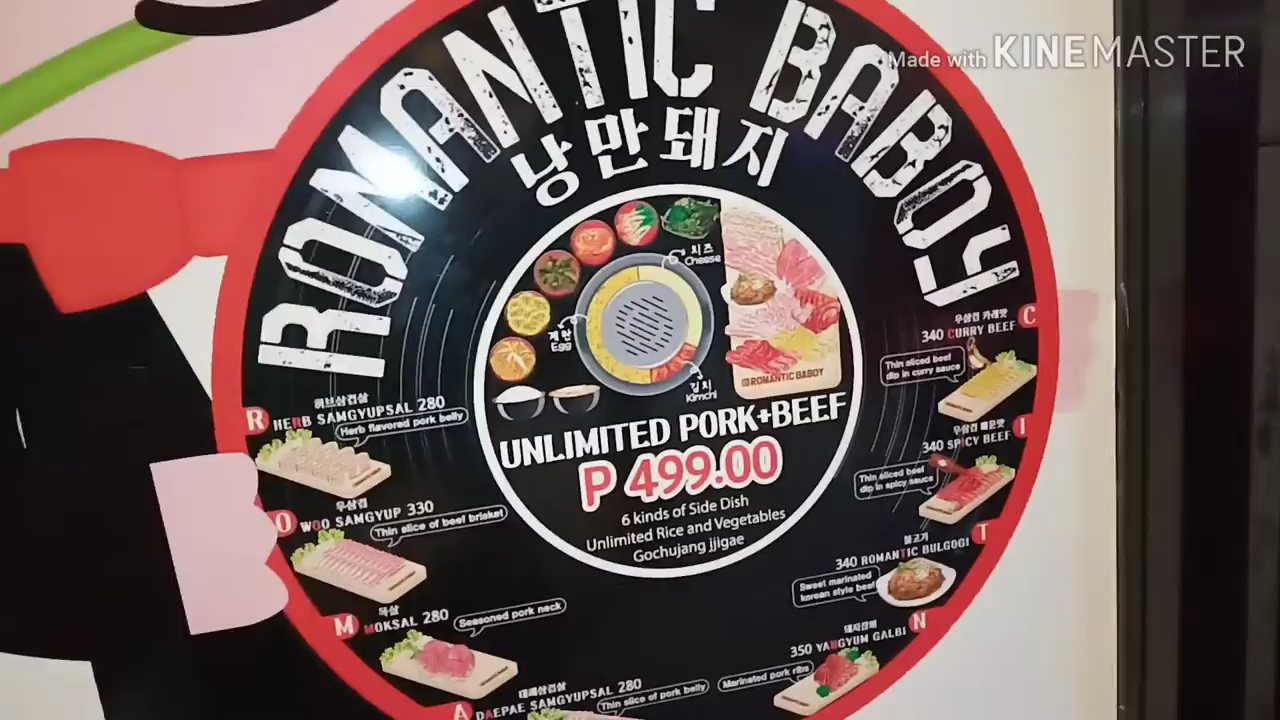 Made with KINEMASTER
ROMANTIC BABOY
낭만돼지
치즈
Cheese
계란
Egg
김치
Kimchi
ROMANTIC BABOY
UNLIMITED PORK+BEEF
P 499.00
6 kinds of Side Dish
Unlimited Rice and Vegetables
Gochujang jjigae
R
허브삼겹살
HERB SAMGYUPSAL 280
Herb flavored pork belly
O
우삼겹
WOO SAMGYUP 330
Thin slice of beef brisket
M
목살
MOKSAL 280
Seasoned pork neck
A
대패삼겹살
DAEPAE SAMGYUPSAL 280
Thin slice of pork belly
C
우삼겹 카레맛
340 CURRY BEEF
Thin sliced beef
dip in curry sauce
I
우삼겹 매운맛
340 SPICY BEEF
Thin sliced beef
dip in spicy sauce
T
불고기
340 ROMANTIC BULGOGI
Sweet marinated
korean style beef
N
돼지갈비
350 YANGYUM GALBI
Marinated pork ribs